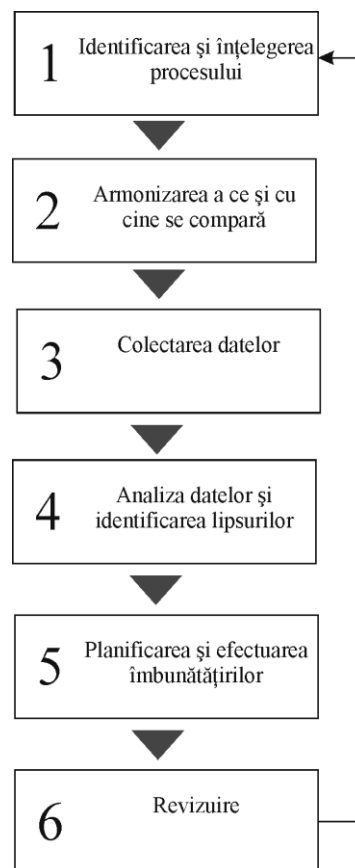 1 Identificarea şi înţelegerea
procesului
2 Armonizarea a ce şi cu
cine se compară
3 Colectarea datelor
4 Analiza datelor şi
identificarea lipsurilor
5 Planificarea şi efectuarea
îmbunătăţirilor
6 Revizuire